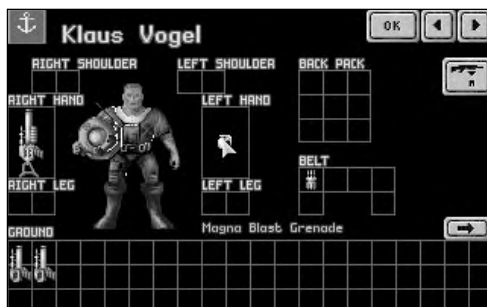 Klaus Vogel
OK
RIGHT SHOULDER
LEFT SHOULDER
BACK PACK
RIGHT HAND
LEFT HAND
BELT
RIGHT LEG
LEFT LEG
Magna Blast Grenade
GROUND